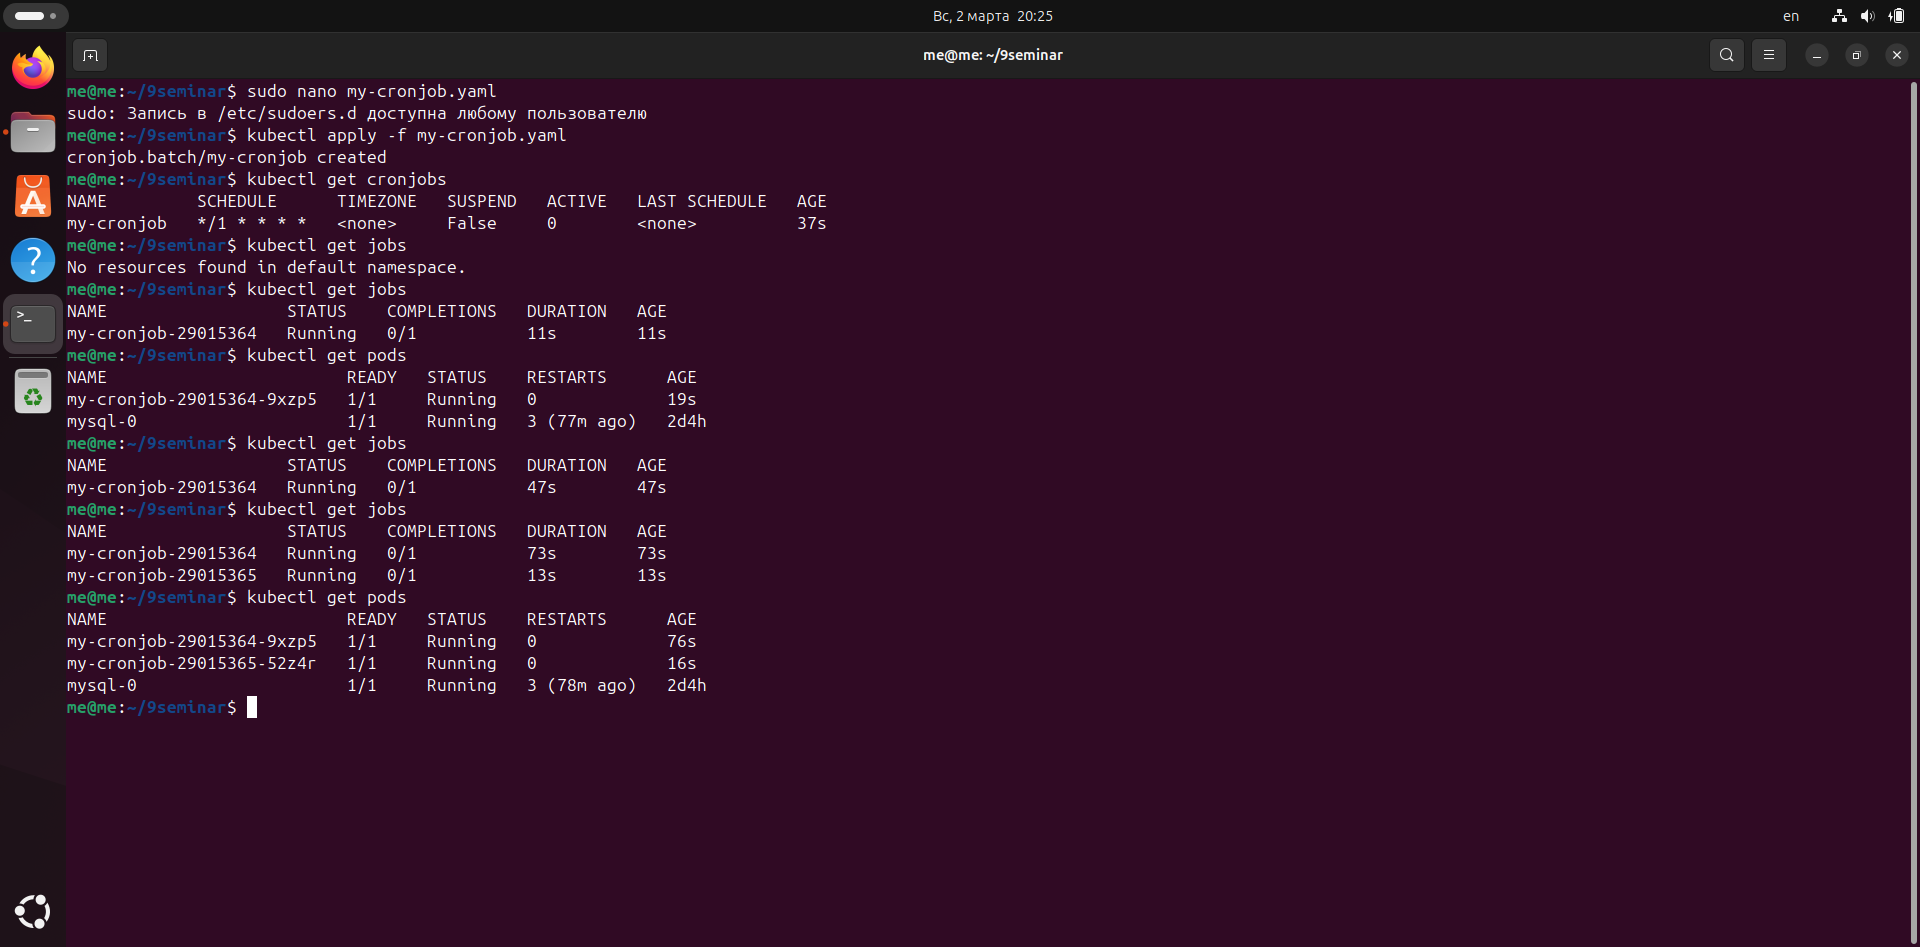 Вс, 2 марта 20:25
en
me@me: ~/9seminar
me@me:~/9seminar$ sudo nano my-cronjob.yaml
sudo: Запись в /etc/sudoers.d доступна любому пользователю
me@me:~/9seminar$ kubectl apply -f my-cronjob.yaml
cronjob.batch/my-cronjob created
me@me:~/9seminar$ kubectl get cronjobs
NAME         SCHEDULE      TIMEZONE   SUSPEND   ACTIVE   LAST SCHEDULE   AGE
my-cronjob   */1 * * * *   <none>     False     0        <none>          37s
me@me:~/9seminar$ kubectl get jobs
No resources found in default namespace.
me@me:~/9seminar$ kubectl get jobs
NAME                  STATUS    COMPLETIONS   DURATION   AGE
my-cronjob-29015364   Running   0/1           11s        11s
me@me:~/9seminar$ kubectl get pods
NAME                        READY   STATUS    RESTARTS      AGE
my-cronjob-29015364-9xzp5   1/1     Running   0             19s
mysql-0                     1/1     Running   3 (77m ago)   2d4h
me@me:~/9seminar$ kubectl get jobs
NAME                  STATUS    COMPLETIONS   DURATION   AGE
my-cronjob-29015364   Running   0/1           47s        47s
me@me:~/9seminar$ kubectl get jobs
NAME                  STATUS    COMPLETIONS   DURATION   AGE
my-cronjob-29015364   Running   0/1           73s        73s
my-cronjob-29015365   Running   0/1           13s        13s
me@me:~/9seminar$ kubectl get pods
NAME                        READY   STATUS    RESTARTS      AGE
my-cronjob-29015364-9xzp5   1/1     Running   0             76s
my-cronjob-29015365-52z4r   1/1     Running   0             16s
mysql-0                     1/1     Running   3 (78m ago)   2d4h
me@me:~/9seminar$